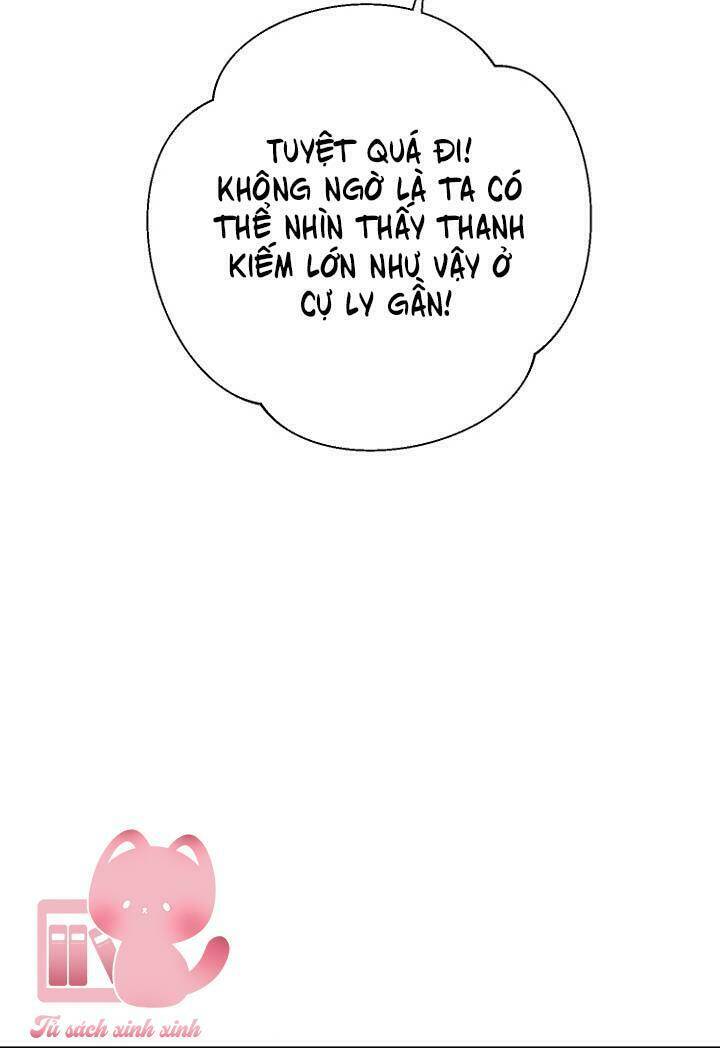 TUYỆT QUÁ ĐI!
KHÔNG NGỜ LÀ TA CÓ
THỂ NHÌN THẤY THANH
KIẾM LỚN NHƯ VẬY Ở
CỰ LY GẦN!
Tủ sách xinh xinh